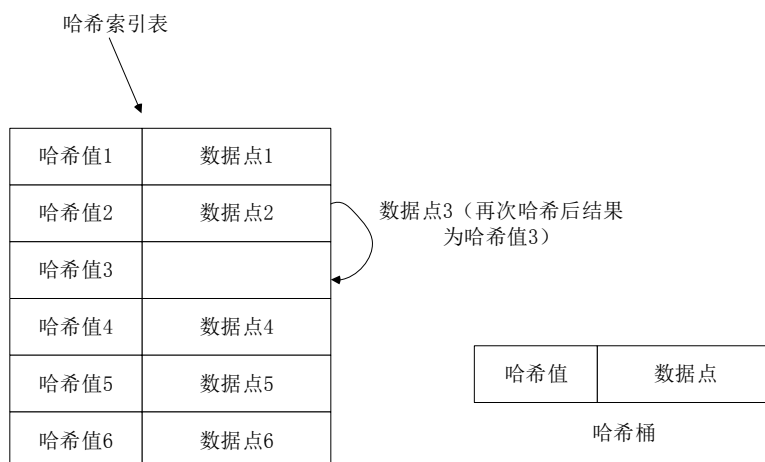 哈希索引表
哈希值1 数据点1
哈希值2 数据点2
数据点3（再次哈希后结果
为哈希值3）
哈希值3
哈希值4 数据点4
哈希值5 数据点5
哈希值6 数据点6
哈希值 数据点
哈希桶